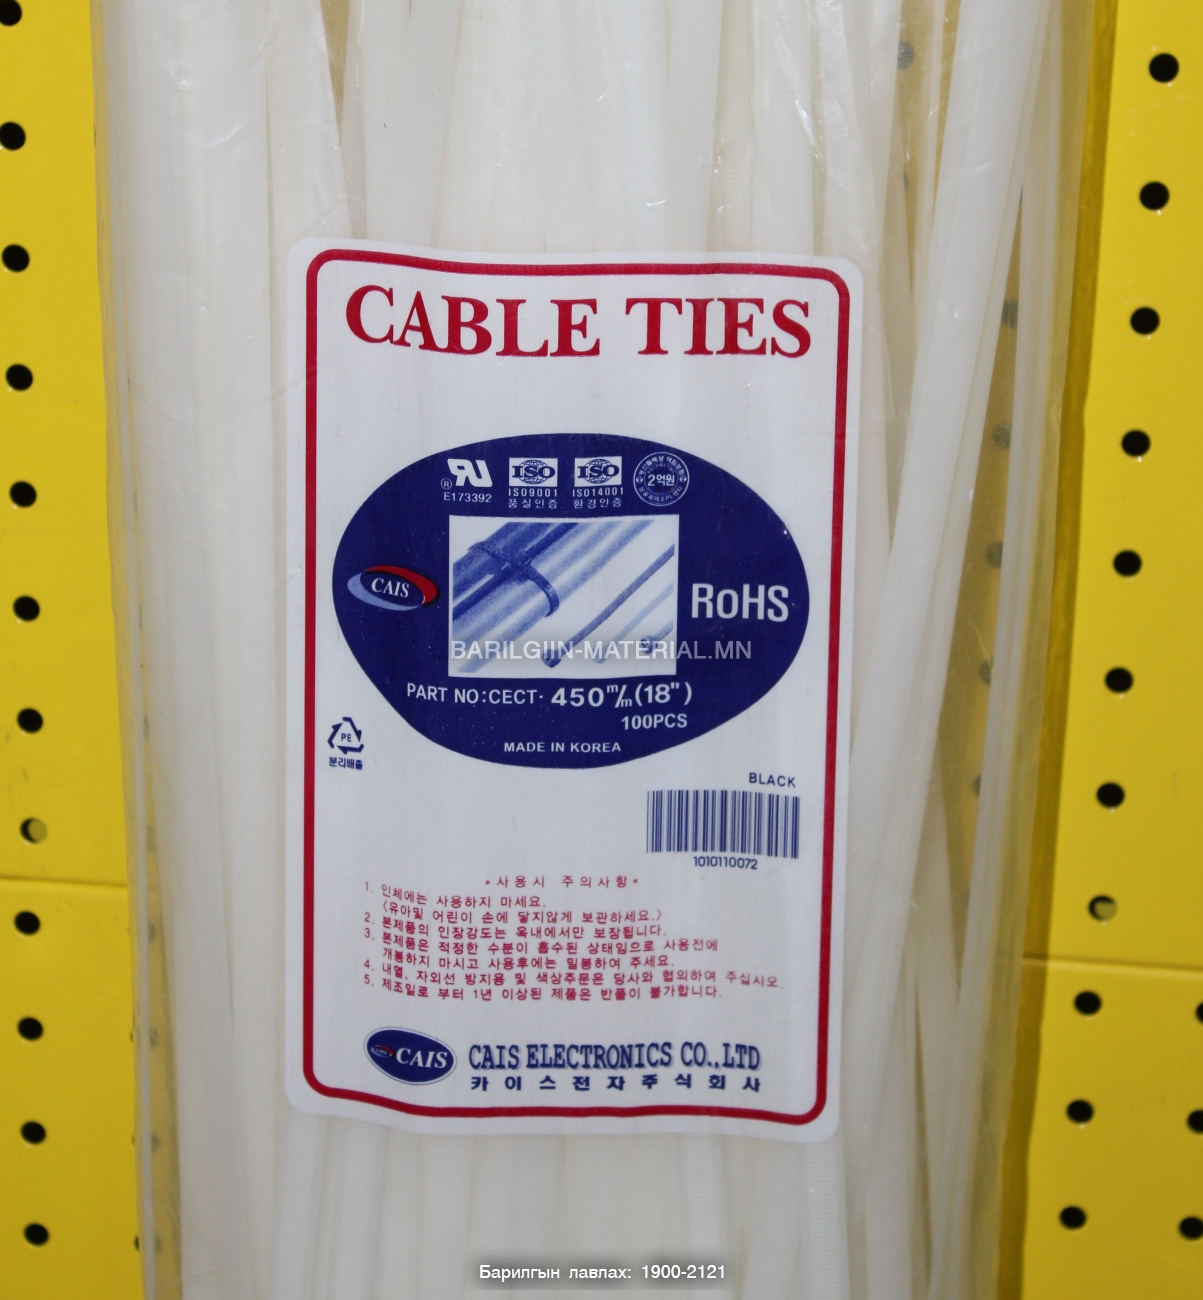 CABLE TIES
® E173392
ISO
ISO9001
품질인증
ISO
ISO14001
환경인증
2억원
CAIS
RoHS
BARILGIIN-MATERIAL.MN
PART NO:CECT· 450m/m(18")
100PCS
MADE IN KOREA
PE
분리배출
BLACK
1010110072
• 사용시 주의사항 •
1. 인체에는 사용하지 마세요.
〈유아및 어린이 손에 닿지않게 보관하세요.〉
2. 본제품의 인장강도는 옥내에서만 보장됩니다.
3. 본제품은 적정한 수분이 흡수된 상태임으로 사용전에
개봉하지 마시고 사용후에는 밀봉하여 주세요.
4. 내열, 자외선 방지용 및 색상주문은 당사와 협의하여 주십시오.
5. 제조일로 부터 1년 이상된 제품은 반품이 불가합니다.
CAIS
CAIS ELECTRONICS CO.,LTD
카이스전자주식회사
Барилгын лавлах: 1900-2121